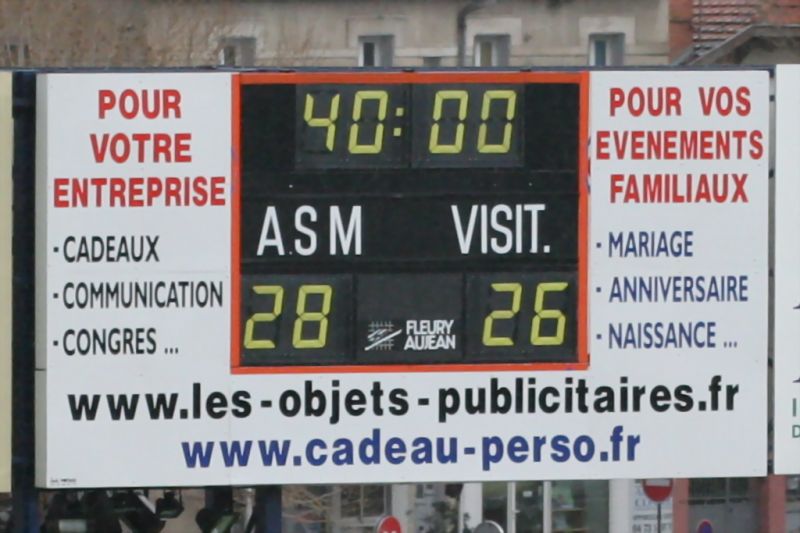 POUR
VOTRE
ENTREPRISE
· CADEAUX
· COMMUNICATION
· CONGRES ...
40:00
A.S M VISIT.
28 26
FLEURY
AUJEAN
POUR VOS
EVENEMENTS
FAMILIAUX
· MARIAGE
· ANNIVERSAIRE
· NAISSANCE ...
www.les-objets-publicitaires.fr
www.cadeau-perso.fr